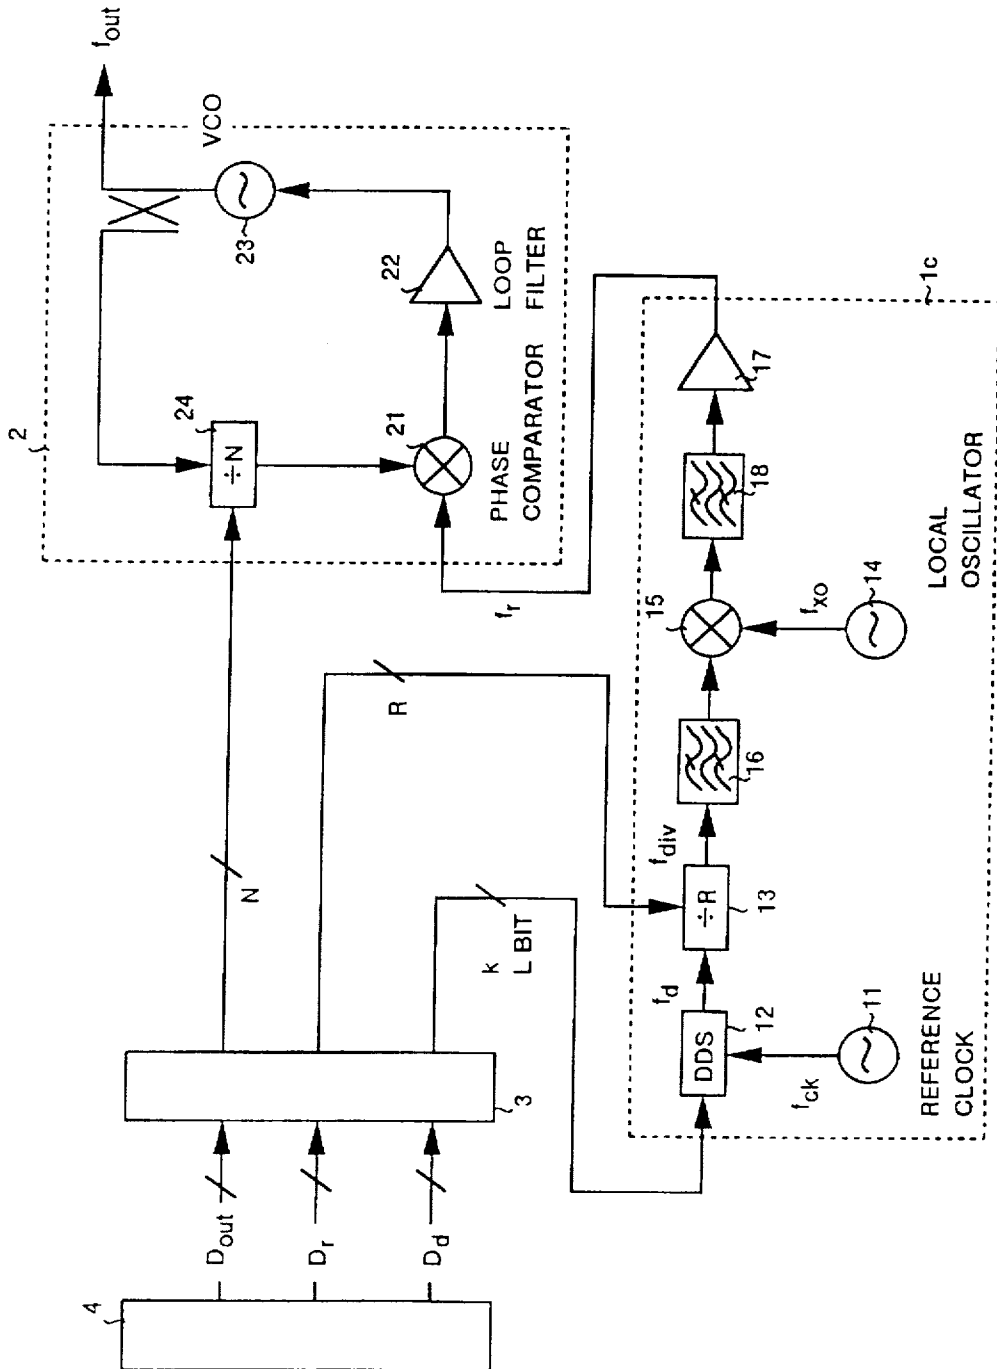 f_out
2
VCO
23
24
÷N
22
LOOP
FILTER
21
PHASE
COMPARATOR
f_r
N
R
k
L BIT
4
D_out
D_r
D_d
3
1c
17
18
15
LOCAL
OSCILLATOR
f_xo
14
16
f_div
÷R
13
f_d
DDS
12
f_ck
11
REFERENCE
CLOCK